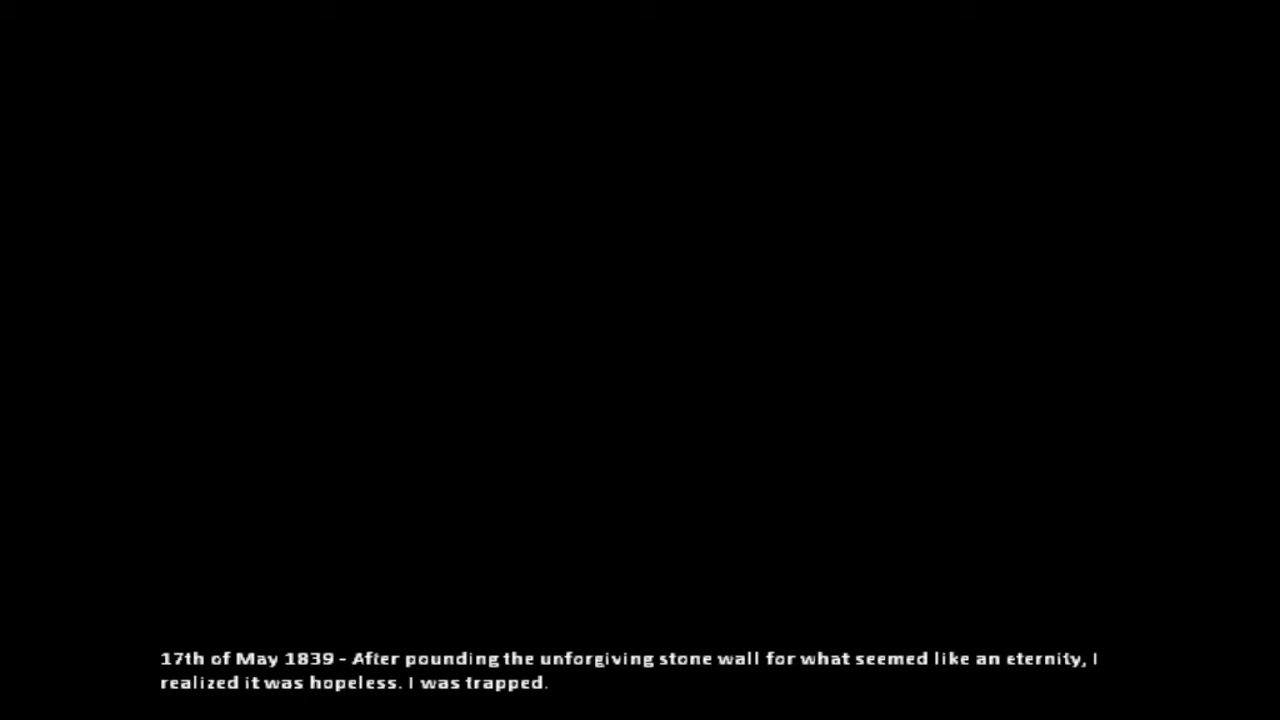 17th of May 1839 - After pounding the unforgiving stone wall for what seemed like an eternity, I
realized it was hopeless. I was trapped.